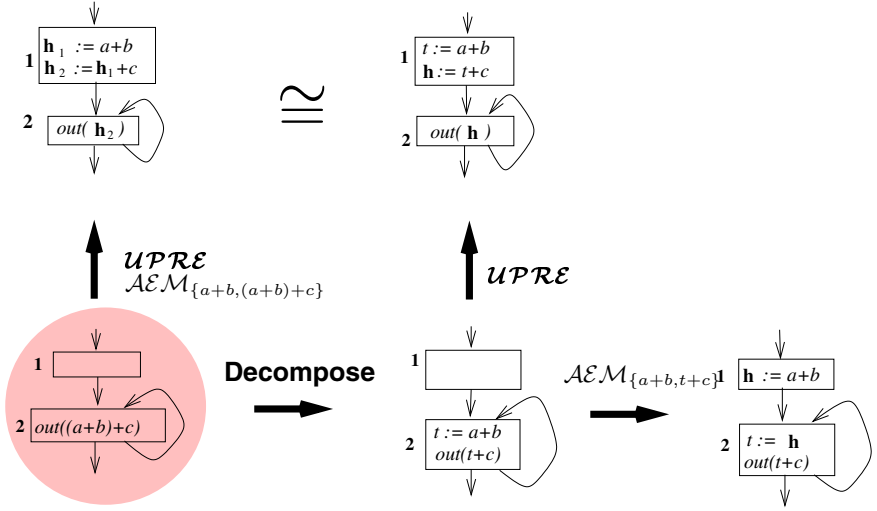 1
h₁ := a+b
h₂ := h₁+c
2
out( h₂ )
≅
1
t := a+b
h := t+c
2
out( h )
UPRE
AEM{a+b,(a+b)+c}
UPRE
1
2
out((a+b)+c)
Decompose
1
2
t := a+b
out(t+c)
AEM{a+b,t+c}
1
h := a+b
2
t := h
out(t+c)